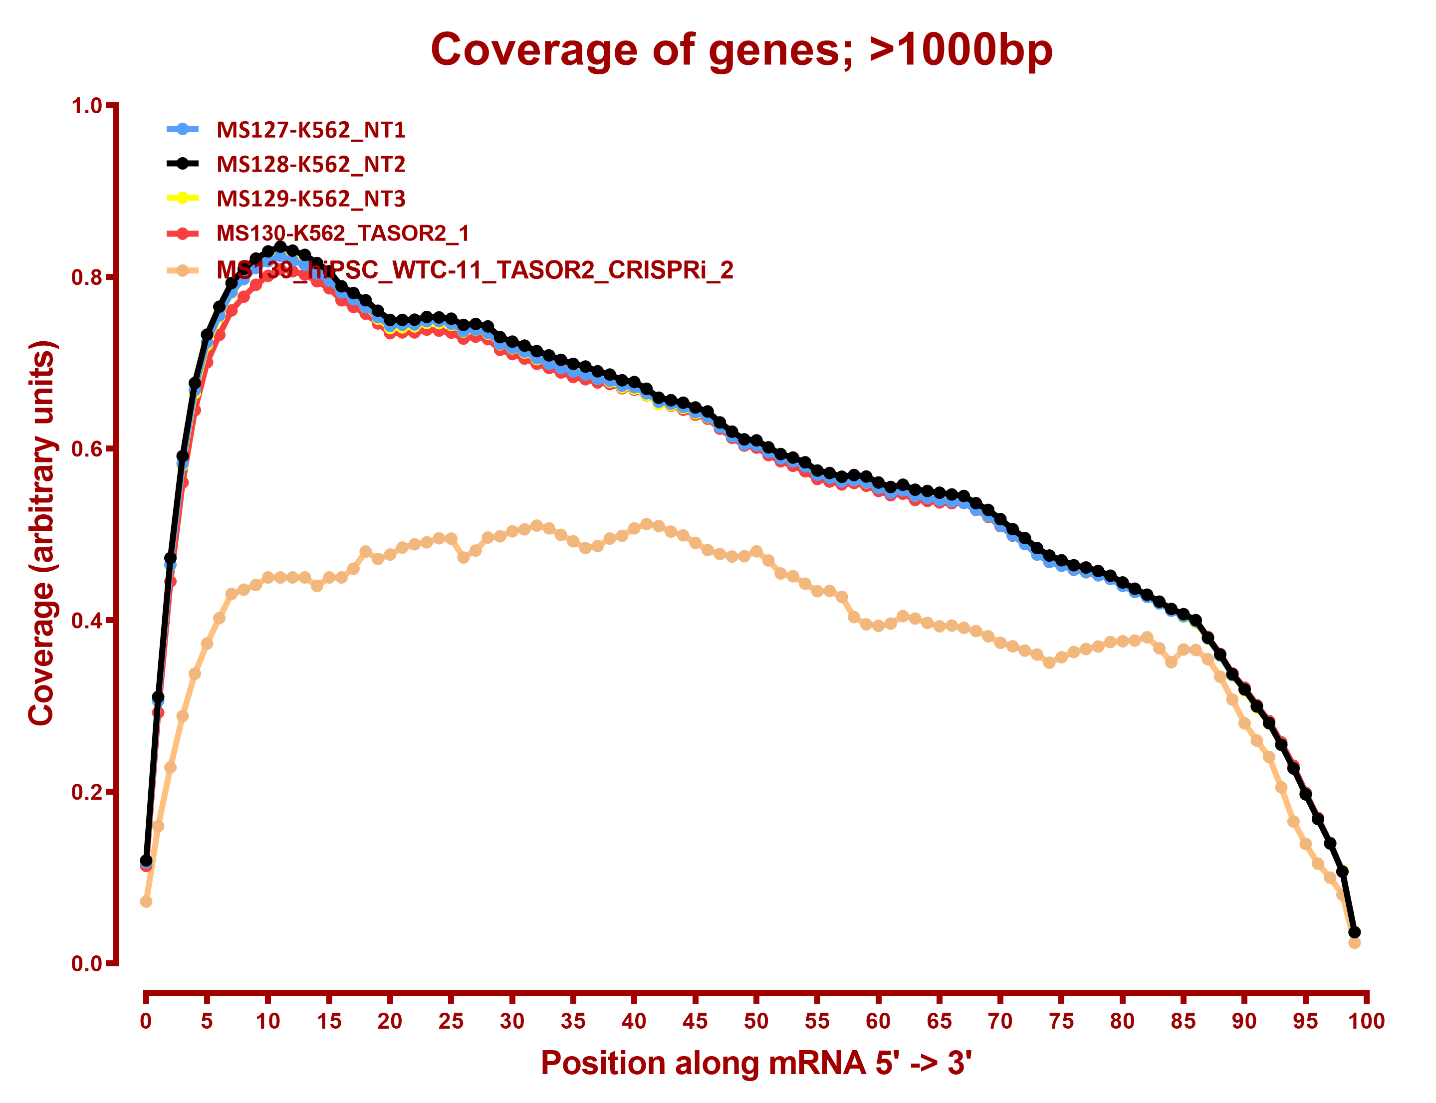 Coverage of genes; >1000bp
MS127-K562_NT1
MS128-K562_NT2
MS129-K562_NT3
MS130-K562_TASOR2_1
MS139_hiPSC_WTC-11_TASOR2_CRISPRi_2
Coverage (arbitrary units)
1.0
0.8
0.6
0.4
0.2
0.0
0 5 10 15 20 25 30 35 40 45 50 55 60 65 70 75 80 85 90 95 100
Position along mRNA 5' -> 3'